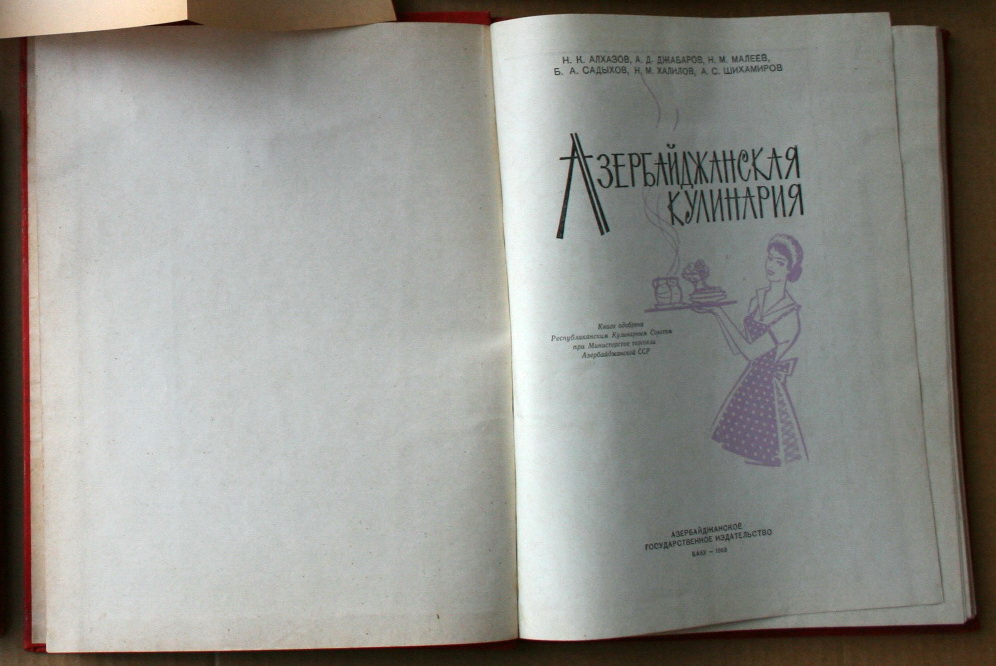 Н. К. АЛХАЗОВ, А. Д. ДЖАБАРОВ, Н. М. МАЛЕЕВ,
Б. А. САДЫХОВ, Н. М. ХАЛИЛОВ, А. С. ШИХАМИРОВ
АЗЕРБАЙДЖАНСКАЯ
КУЛИНАРИЯ
Книга одобрена
Республиканским Кулинарным Советом
при Министерстве торговли
Азербайджанской ССР
АЗЕРБАЙДЖАНСКОЕ
ГОСУДАРСТВЕННОЕ ИЗДАТЕЛЬСТВО
БАКУ — 1963